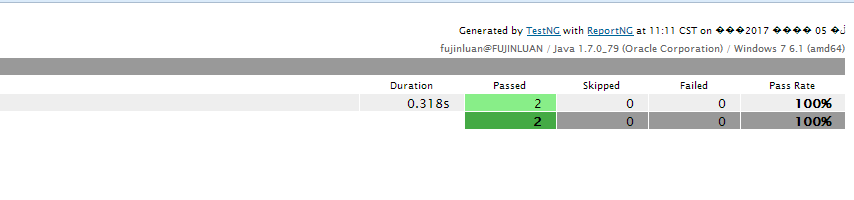 Generated by TestNG with ReportNG at 11:11 CST on ���2017 ���� 05 �
fujinluan@FUJINLUAN / Java 1.7.0_79 (Oracle Corporation) / Windows 7 6.1 (amd64)
Duration Passed Skipped Failed Pass Rate
0.318s 2 0 0 100%
2 0 0 100%